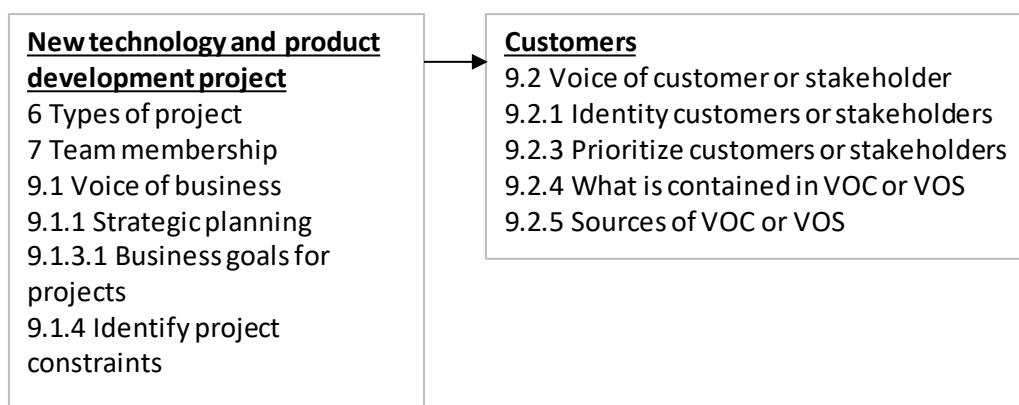 New technology and product
development project
6 Types of project
7 Team membership
9.1 Voice of business
9.1.1 Strategic planning
9.1.3.1 Business goals for
projects
9.1.4 Identify project
constraints
Customers
9.2 Voice of customer or stakeholder
9.2.1 Identity customers or stakeholders
9.2.3 Prioritize customers or stakeholders
9.2.4 What is contained in VOC or VOS
9.2.5 Sources of VOC or VOS